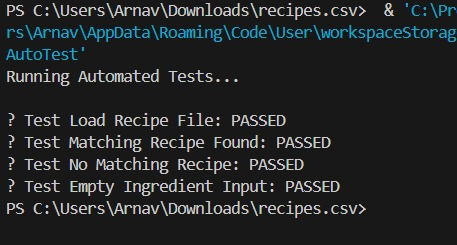 PS C:\Users\Arnav\Downloads\recipes.csv>  & 'C:\Pr
rs\Arnav\AppData\Roaming\Code\User\workspaceStorag
AutoTest'
Running Automated Tests...

? Test Load Recipe File: PASSED
? Test Matching Recipe Found: PASSED
? Test No Matching Recipe: PASSED
? Test Empty Ingredient Input: PASSED
PS C:\Users\Arnav\Downloads\recipes.csv>